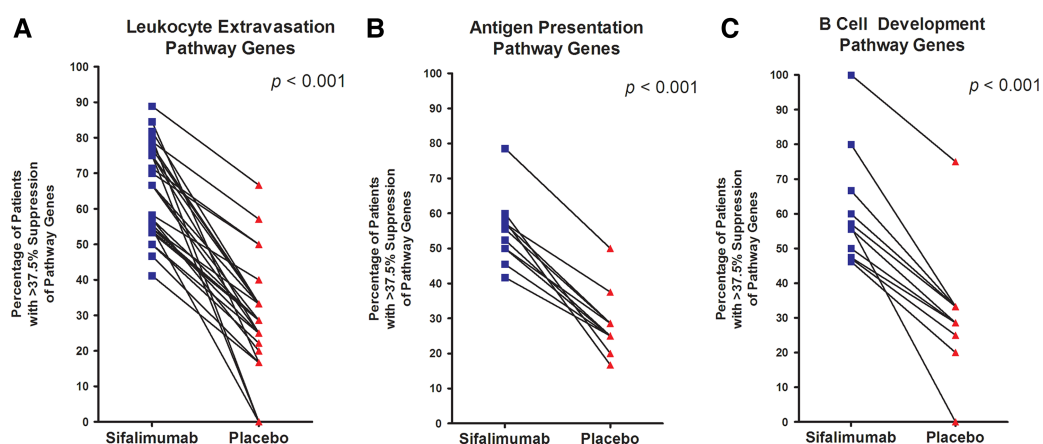 A
Leukocyte Extravasation
Pathway Genes
p < 0.001
Percentage of Patients
with >37.5% Suppression
of Pathway Genes
100
90
80
70
60
50
40
30
20
10
0
Sifalimumab
Placebo
B
Antigen Presentation
Pathway Genes
p < 0.001
Percentage of Patients
with >37.5% Suppression
of Pathway Genes
100
90
80
70
60
50
40
30
20
10
0
Sifalimumab
Placebo
C
B Cell Development
Pathway Genes
p < 0.001
Percentage of Patients
with >37.5% Suppression
of Pathway Genes
100
90
80
70
60
50
40
30
20
10
0
Sifalimumab
Placebo